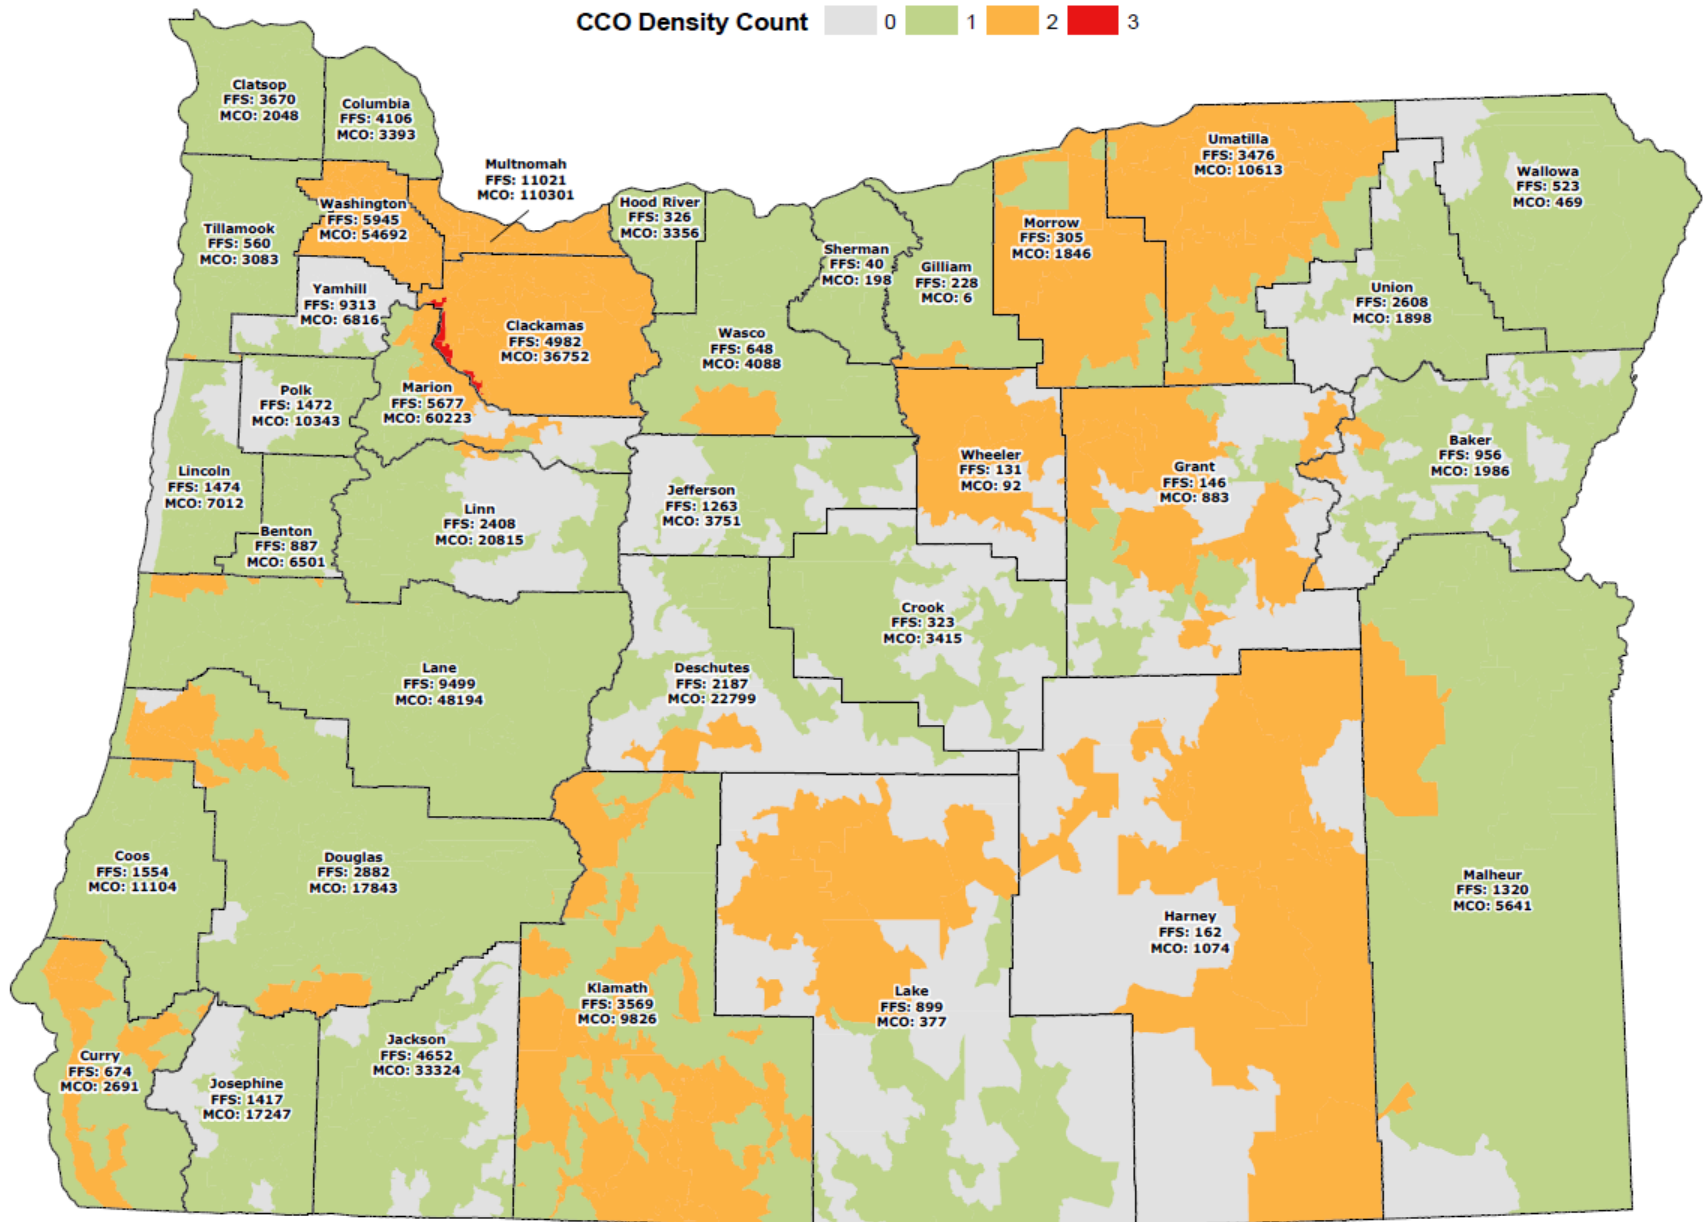 CCO Density Count 0 1 2 3
Clatsop
FFS: 3670
MCO: 2048
Columbia
FFS: 4106
MCO: 3393
Multnomah
FFS: 11021
MCO: 110301
Umatilla
FFS: 3476
MCO: 10613
Wallowa
FFS: 523
MCO: 469
Washington
FFS: 5945
MCO: 54692
Hood River
FFS: 326
MCO: 3356
Tillamook
FFS: 560
MCO: 3083
Sherman
FFS: 40
MCO: 198
Gilliam
FFS: 228
MCO: 6
Morrow
FFS: 305
MCO: 1846
Yamhill
FFS: 9313
MCO: 6816
Union
FFS: 2608
MCO: 1898
Clackamas
FFS: 4982
MCO: 36752
Wasco
FFS: 648
MCO: 4088
Polk
FFS: 1472
MCO: 10343
Marion
FFS: 5677
MCO: 60223
Lincoln
FFS: 1474
MCO: 7012
Wheeler
FFS: 131
MCO: 92
Grant
FFS: 146
MCO: 883
Baker
FFS: 956
MCO: 1986
Jefferson
FFS: 1263
MCO: 3751
Linn
FFS: 2408
MCO: 20815
Benton
FFS: 887
MCO: 6501
Crook
FFS: 323
MCO: 3415
Lane
FFS: 9499
MCO: 48194
Deschutes
FFS: 2187
MCO: 22799
Coos
FFS: 1554
MCO: 11104
Douglas
FFS: 2882
MCO: 17843
Malheur
FFS: 1320
MCO: 5641
Harney
FFS: 162
MCO: 1074
Klamath
FFS: 3569
MCO: 9826
Lake
FFS: 899
MCO: 377
Jackson
FFS: 4652
MCO: 33324
Curry
FFS: 674
MCO: 2691
Josephine
FFS: 1417
MCO: 17247